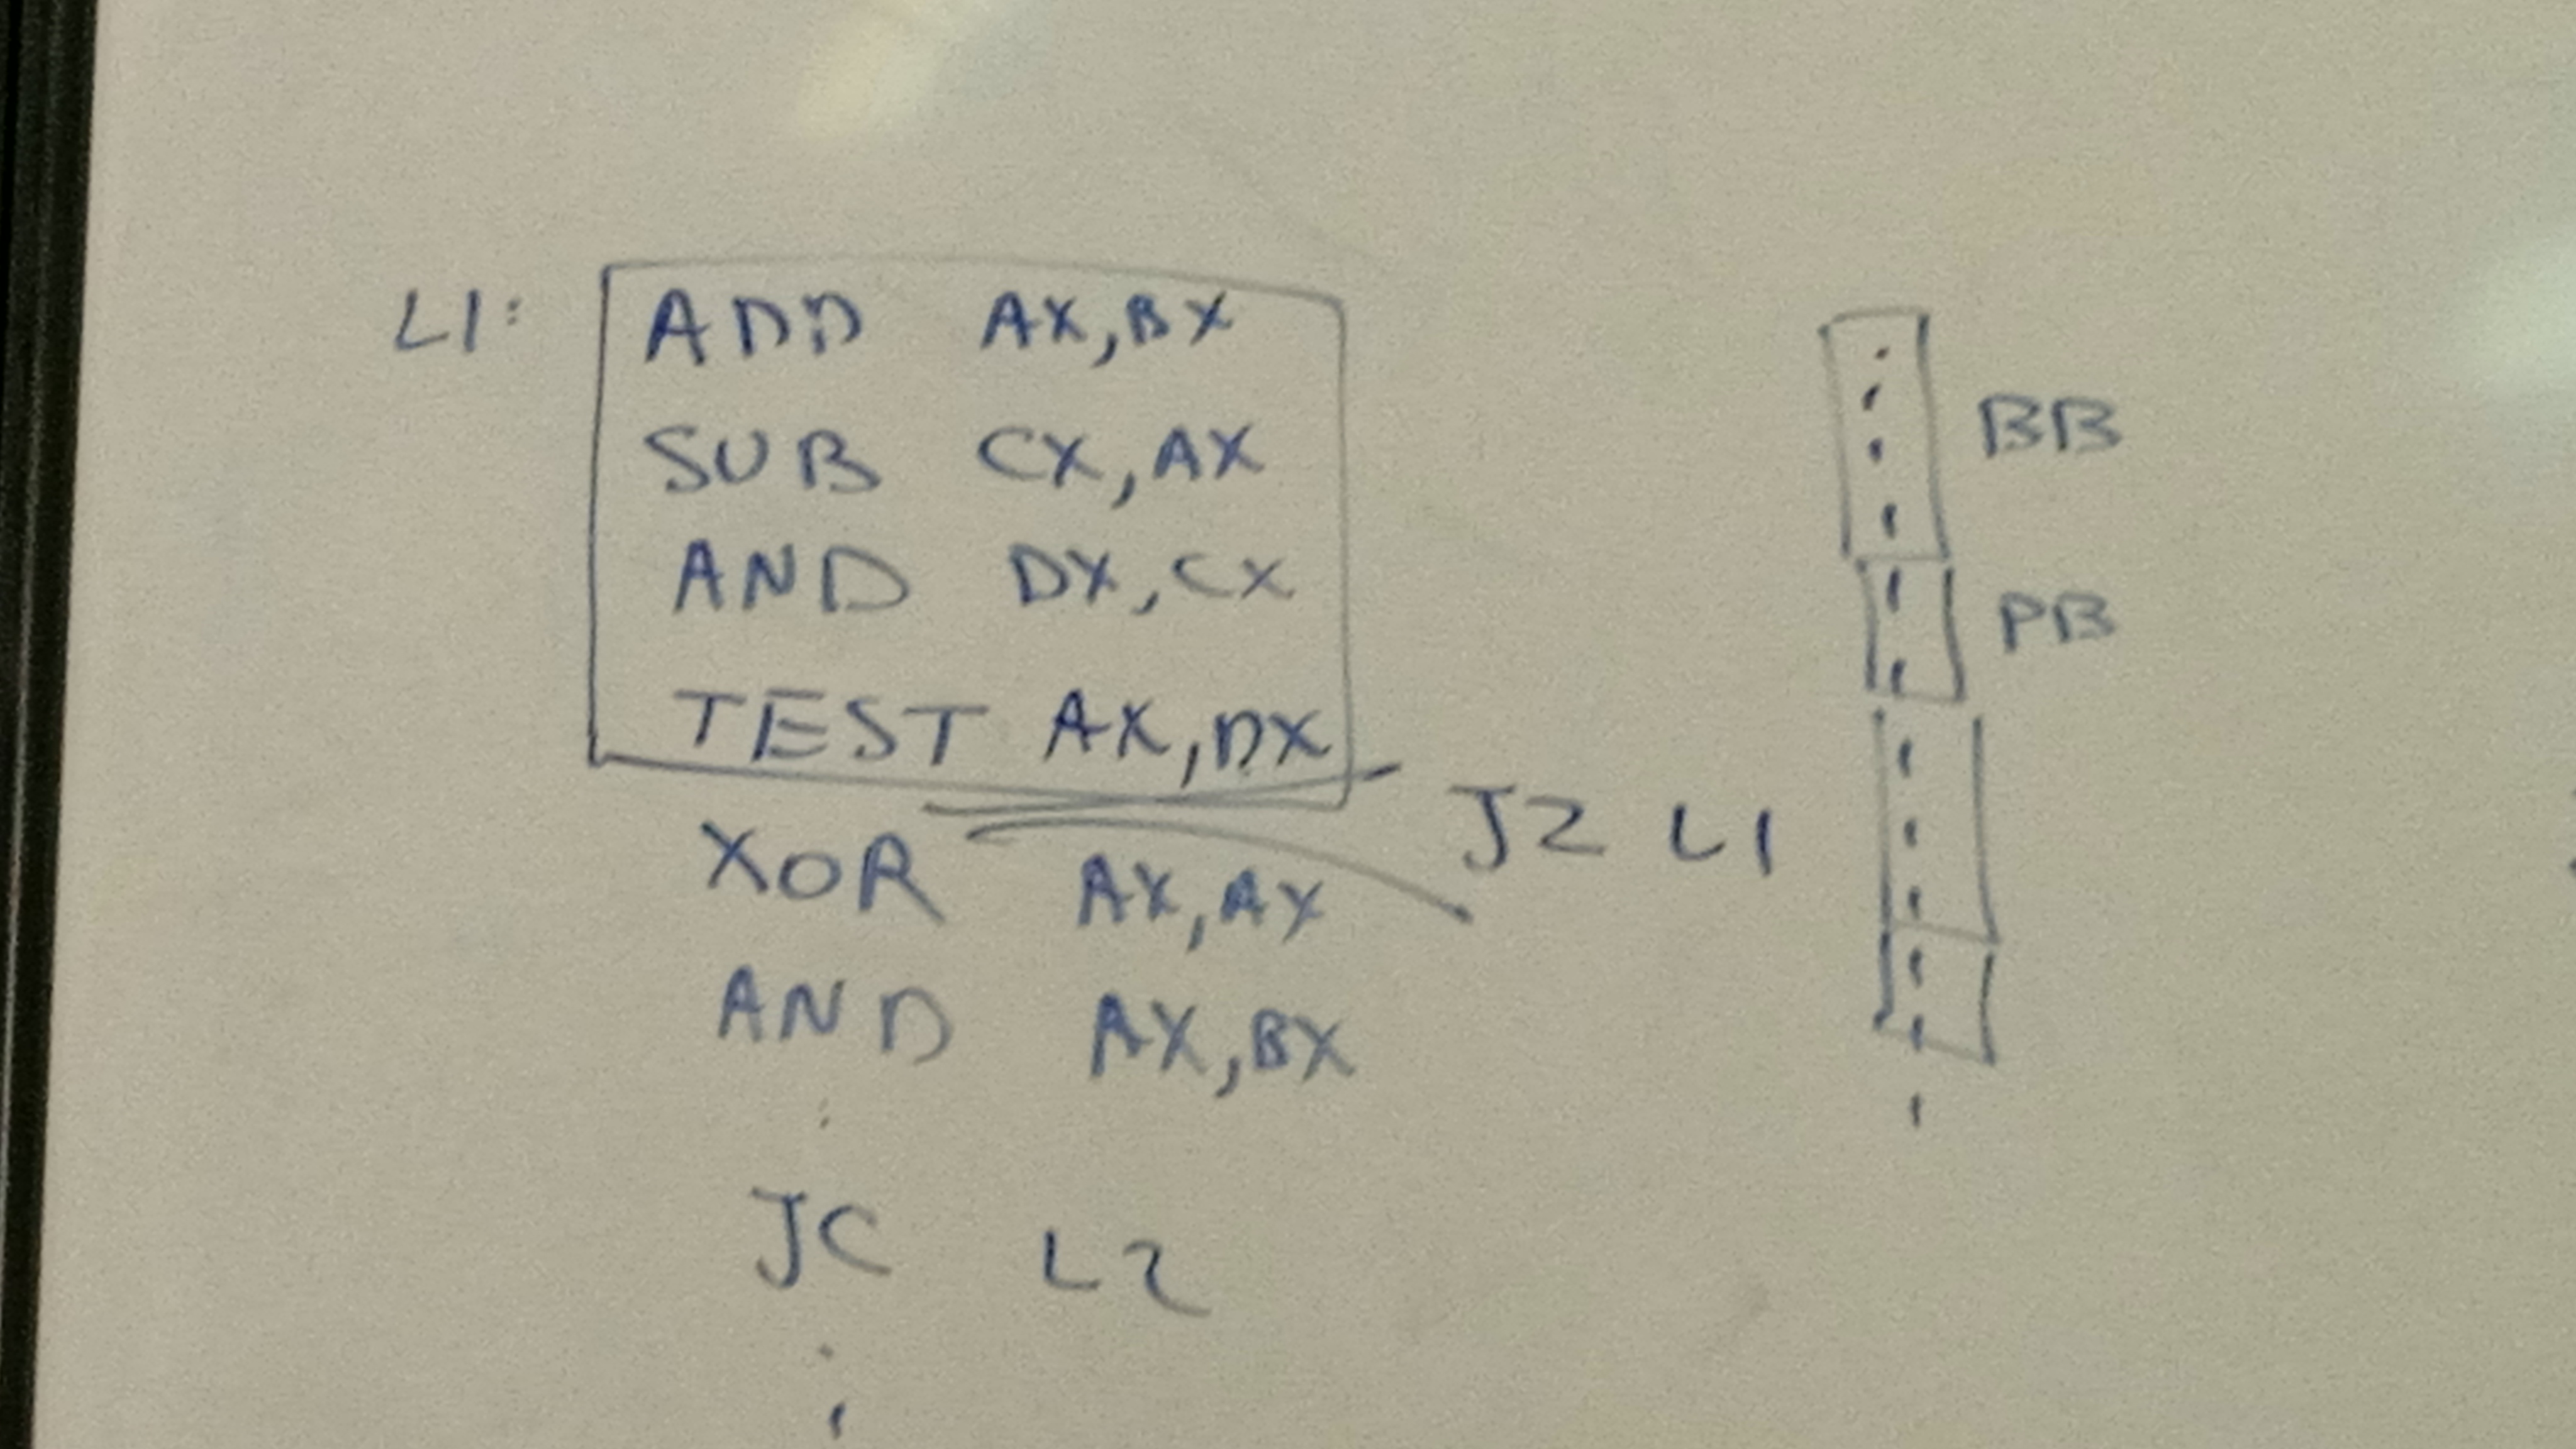 L1: ADD AX,BX
SUB CX,AX
AND DX,CX
TEST AX,DX
JZ L1
XOR AX,AX
AND AX,BX
JC L2
BB
PB